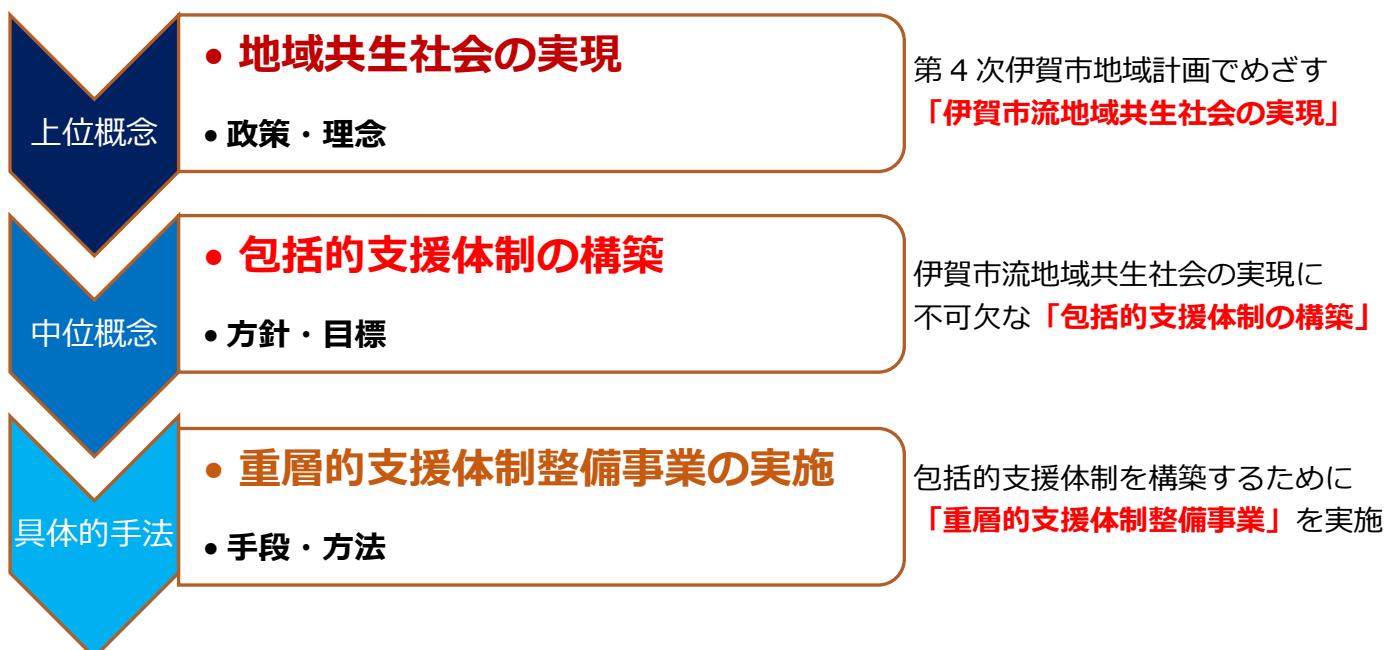 上位概念
• 地域共生社会の実現
• 政策・理念
第４次伊賀市地域計画でめざす
「伊賀市流地域共生社会の実現」
中位概念
• 包括的支援体制の構築
• 方針・目標
伊賀市流地域共生社会の実現に
不可欠な「包括的支援体制の構築」
具体的手法
• 重層的支援体制整備事業の実施
• 手段・方法
包括的支援体制を構築するために
「重層的支援体制整備事業」を実施